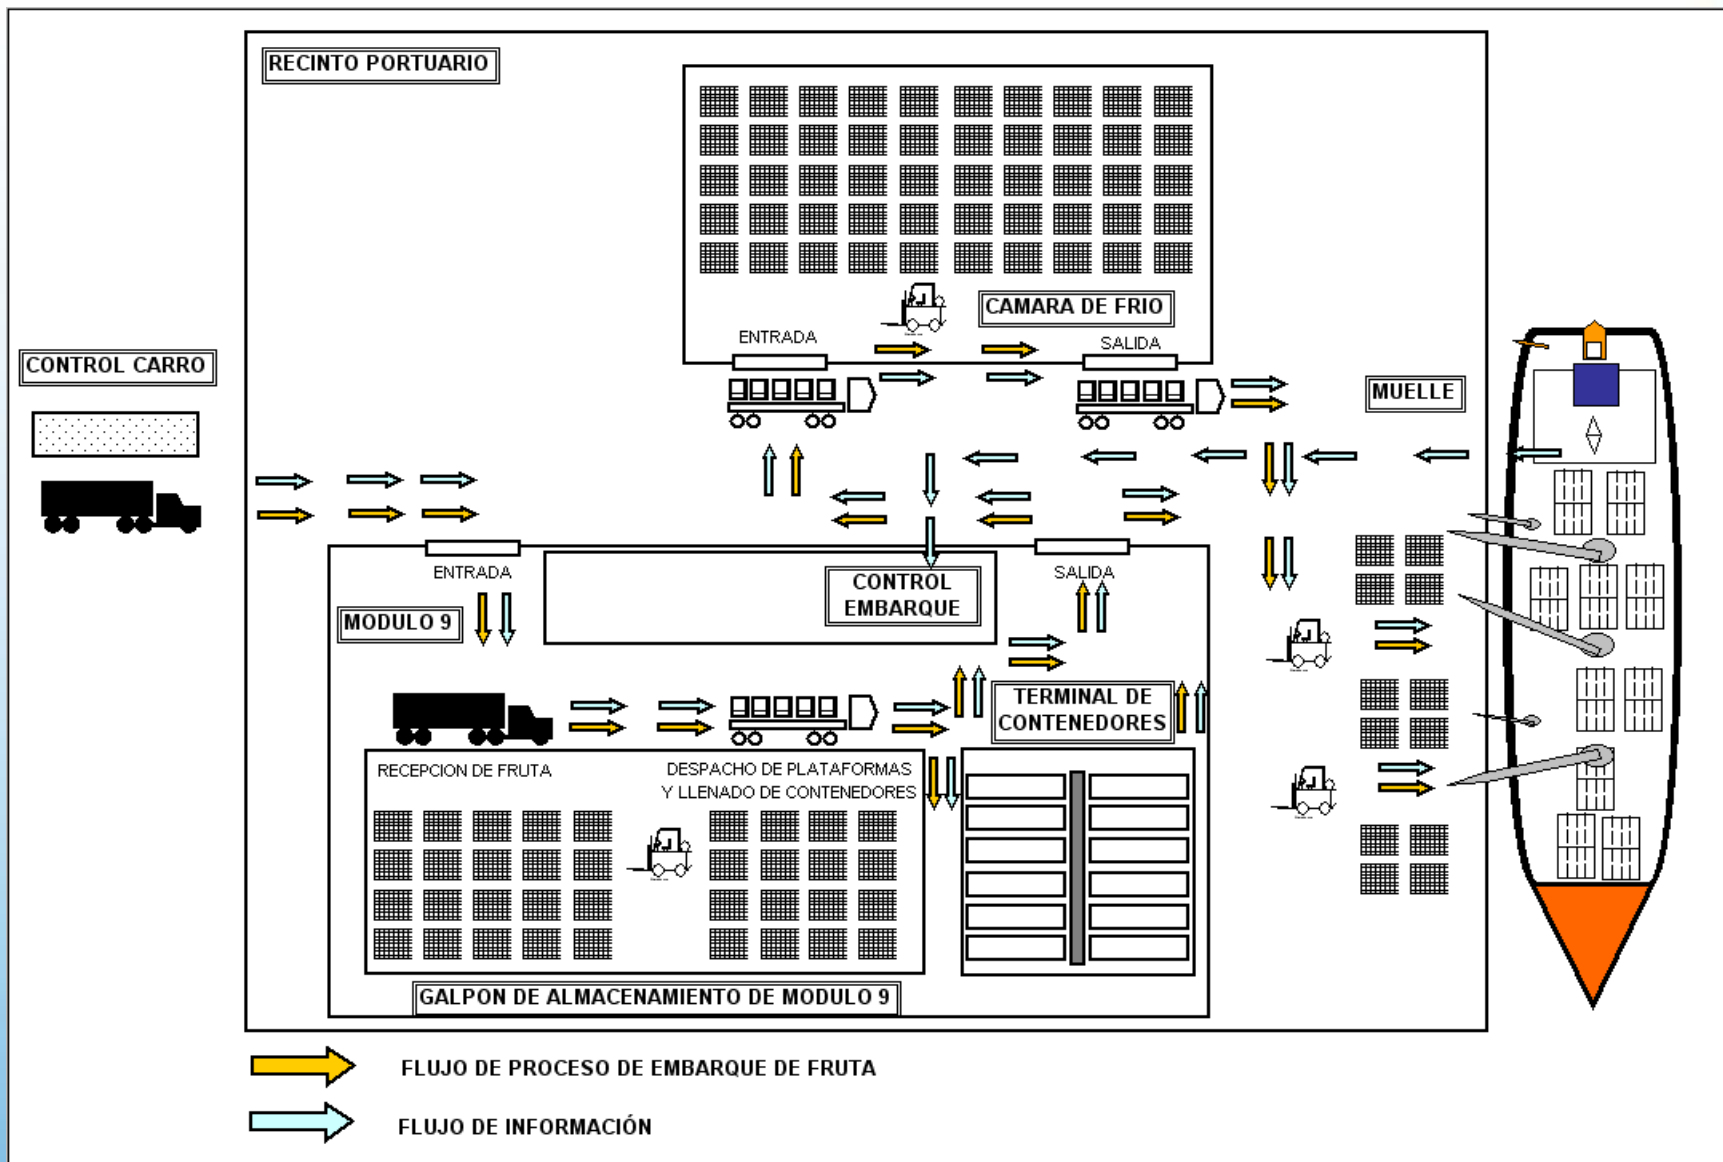 RECINTO PORTUARIO
CAMARA DE FRIO
ENTRADA
SALIDA
CONTROL CARRO
MUELLE
ENTRADA
CONTROL
EMBARQUE
SALIDA
MODULO 9
TERMINAL DE
CONTENEDORES
RECEPCION DE FRUTA
DESPACHO DE PLATAFORMAS
Y LLENADO DE CONTENEDORES
GALPON DE ALMACENAMIENTO DE MODULO 9
FLUJO DE PROCESO DE EMBARQUE DE FRUTA
FLUJO DE INFORMACIÓN